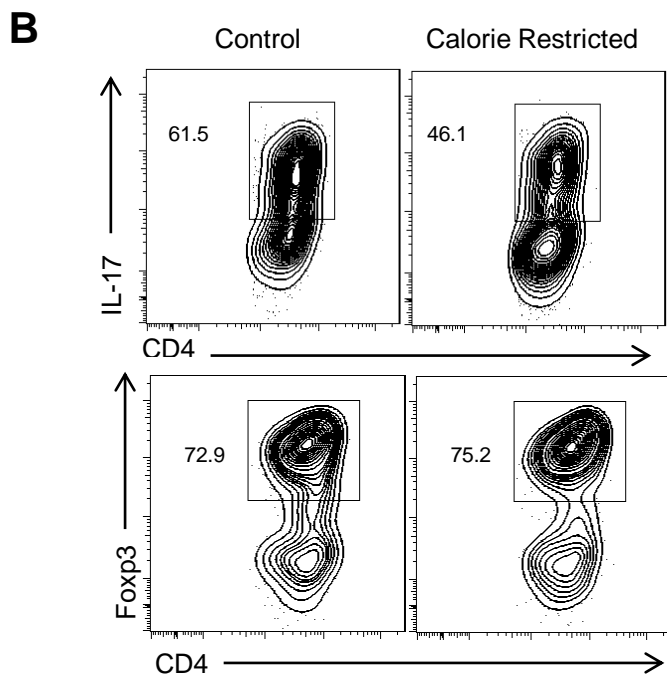 B
Control
Calorie Restricted
61.5
46.1
IL-17
CD4
72.9
75.2
Foxp3
CD4